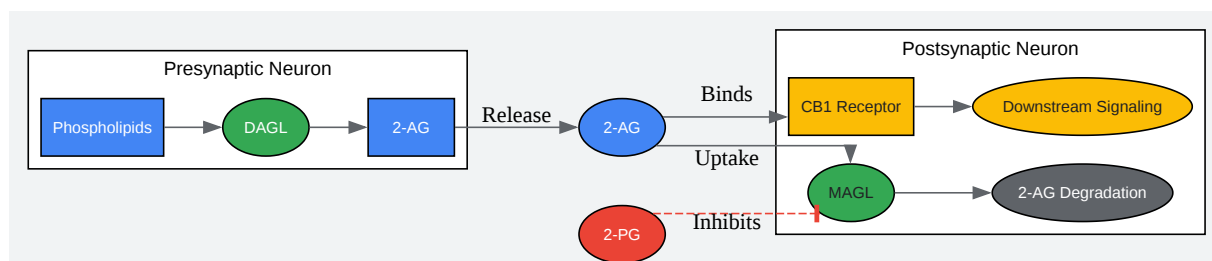 Presynaptic Neuron
Phospholipids
DAGL
2-AG
Release
2-AG
Binds
Uptake
2-PG
Inhibits
Postsynaptic Neuron
CB1 Receptor
Downstream Signaling
MAGL
2-AG Degradation